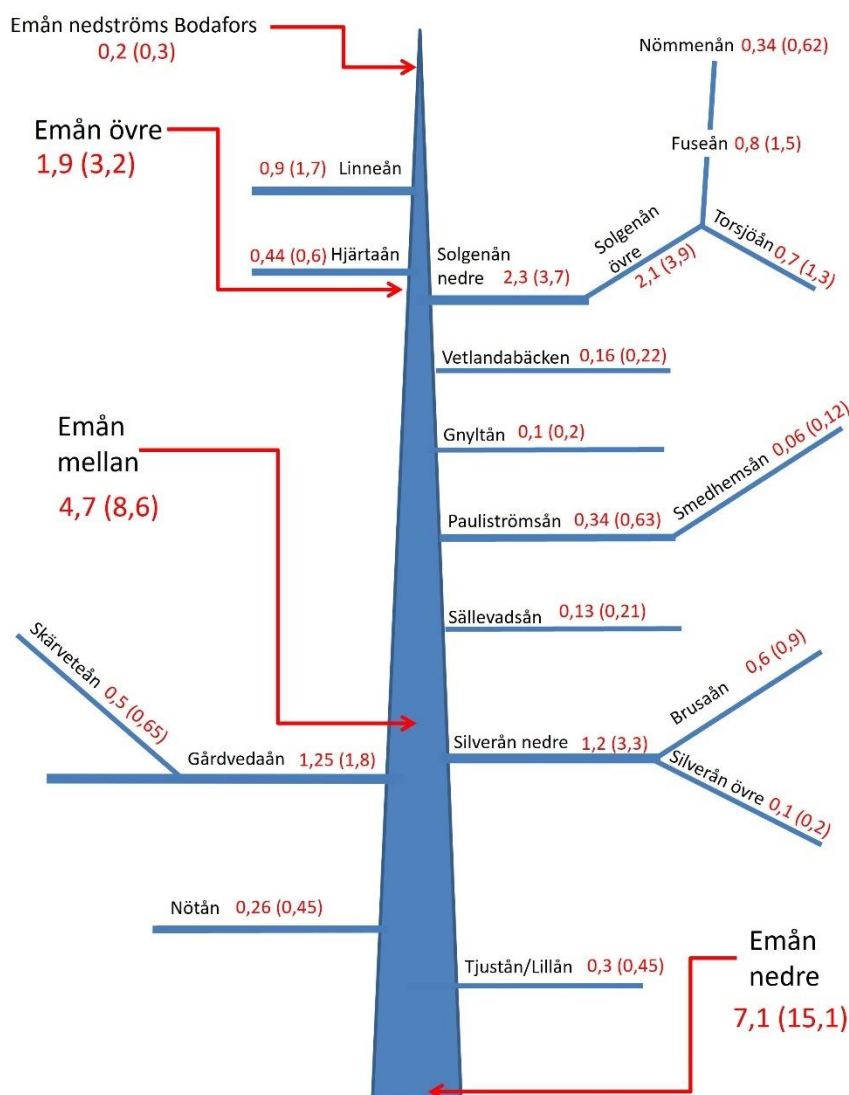 Emån nedströms Bodafors
0,2 (0,3)
Nömmenån 0,34 (0,62)
Emån övre
1,9 (3,2)
Fuseån 0,8 (1,5)
0,9 (1,7) Linneån
Solgenån
övre
2,1 (3,9)
Torsjöån
0,7 (1,3)
0,44 (0,6) Hjärtaån
Solgenån
nedre 2,3 (3,7)
Vetlandabäcken 0,16 (0,22)
Emån
mellan
4,7 (8,6)
Gnyltån 0,1 (0,2)
Smedhemsån 0,06 (0,12)
Pauliströmsån 0,34 (0,63)
Sällevadsån 0,13 (0,21)
Skärveteån
0,5 (0,65)
Brusaån
0,6 (0,9)
Gårdvedaån 1,25 (1,8)
Silverån nedre 1,2 (3,3)
Silverån övre
0,1 (0,2)
Nötån 0,26 (0,45)
Tjustån/Lillån 0,3 (0,45)
Emån
nedre
7,1 (15,1)